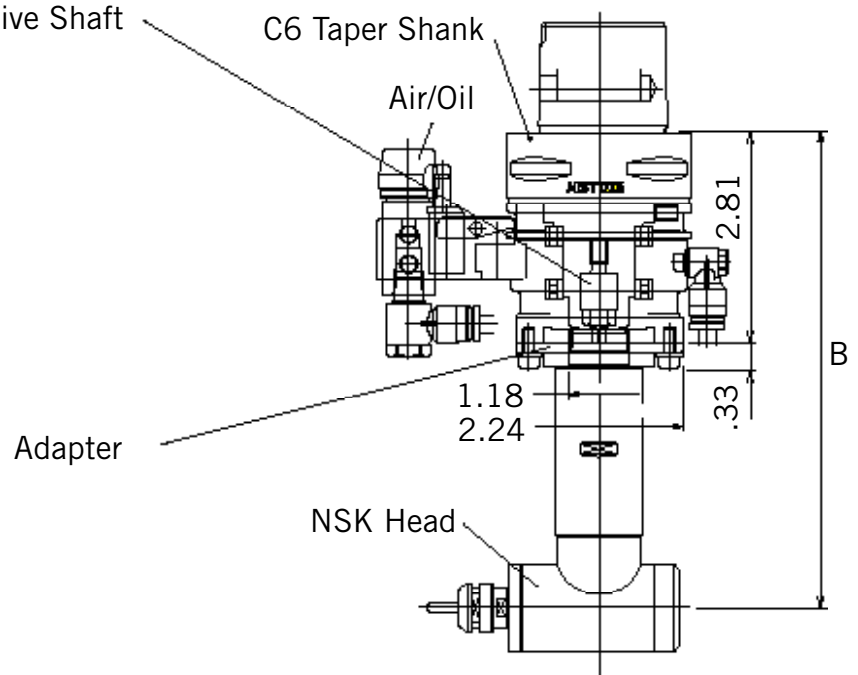 ive Shaft
C6 Taper Shank
Air/Oil
2.81
B
1.18
.33
2.24
Adapter
NSK Head